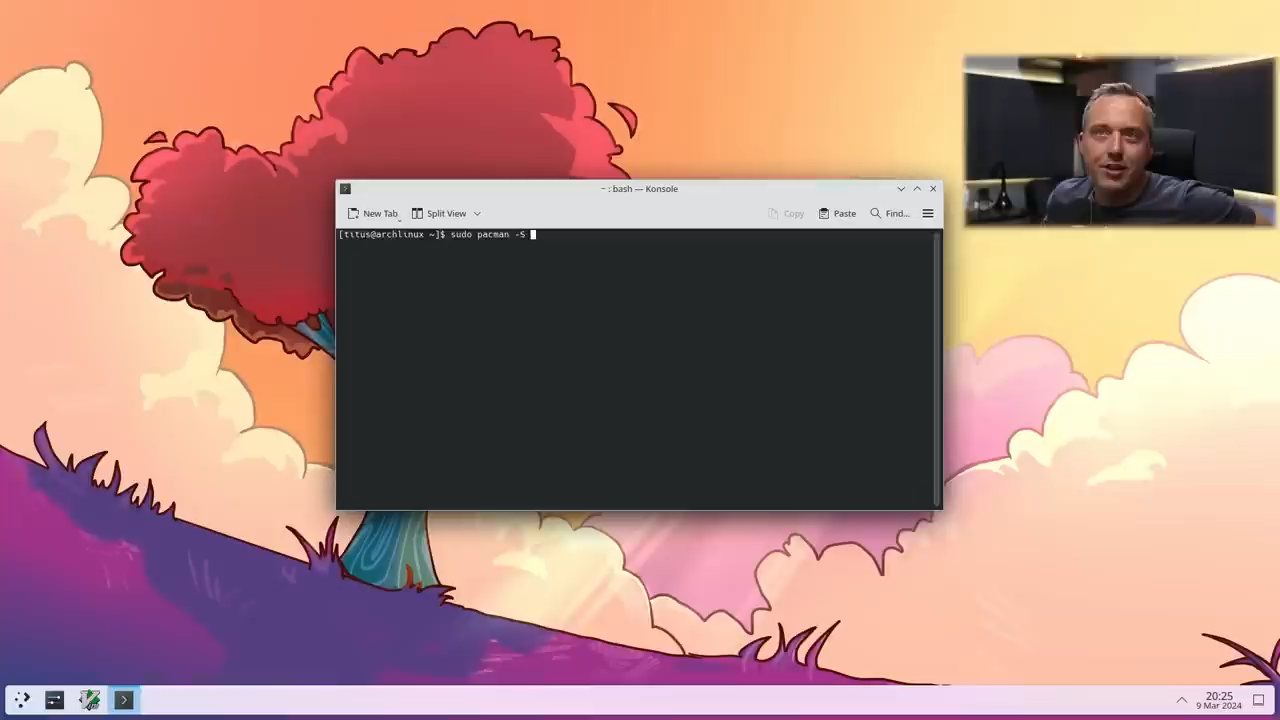 ~ : bash — Konsole
New Tab
Split View
Copy
Paste
Find...
[titus@archlinux ~]$ sudo pacman -S
20:25
9 Mar 2024